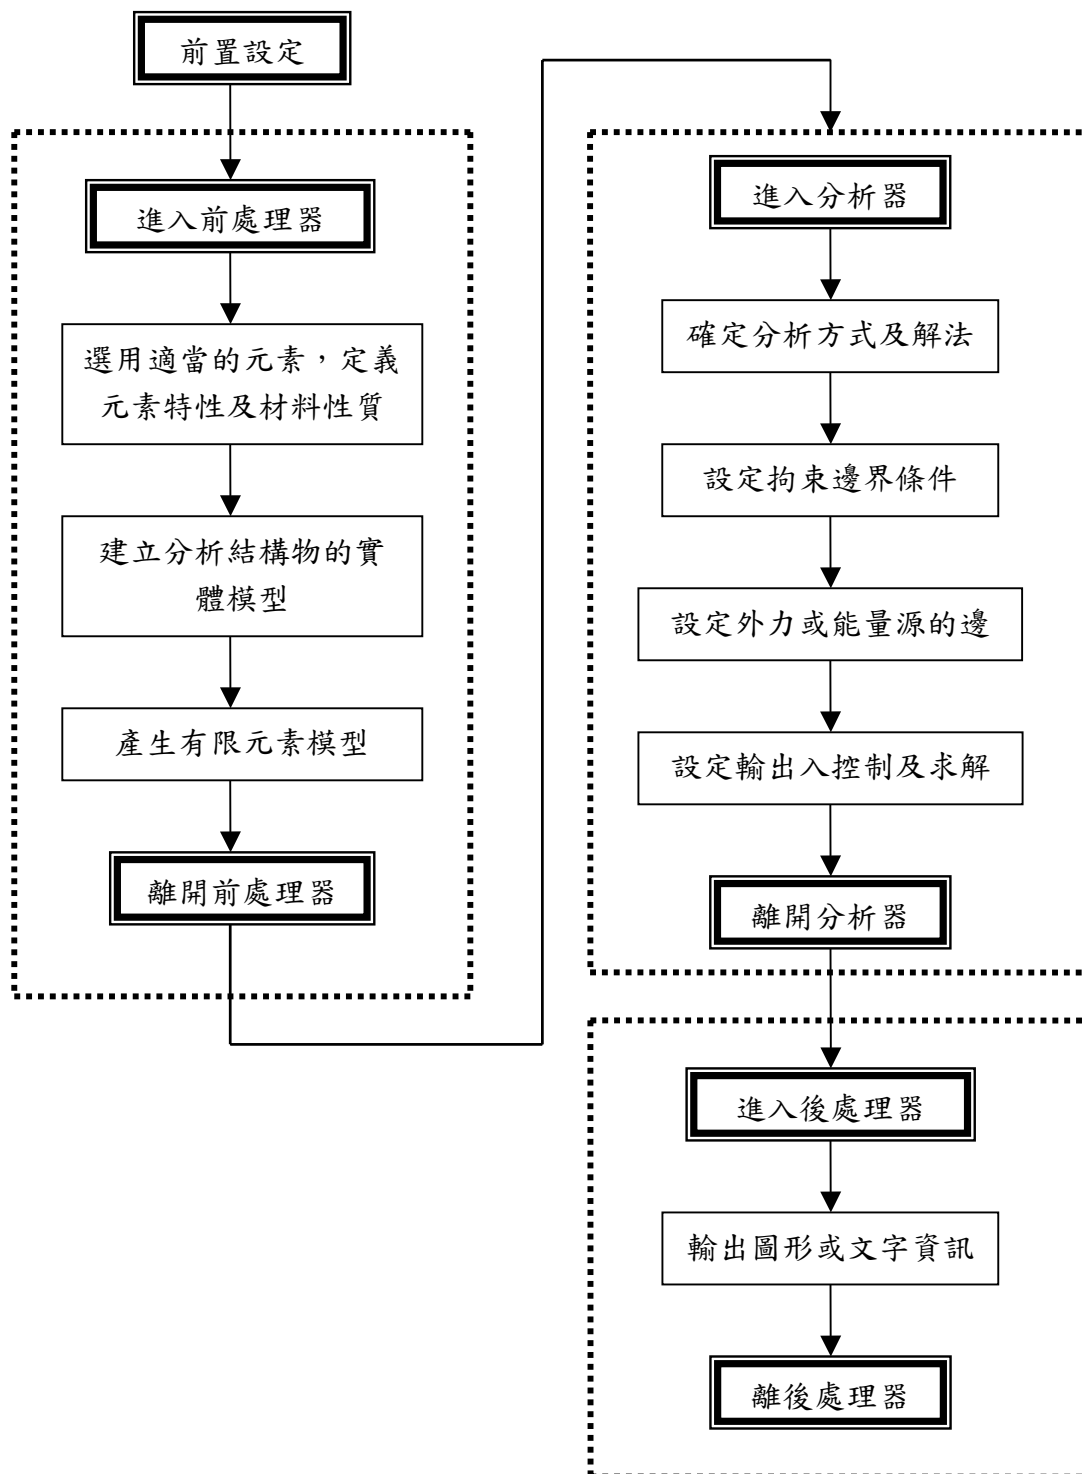 前置設定
進入前處理器
選用適當的元素，定義
元素特性及材料性質
建立分析結構物的實
體模型
產生有限元素模型
離開前處理器
進入分析器
確定分析方式及解法
設定拘束邊界條件
設定外力或能量源的邊
設定輸出入控制及求解
離開分析器
進入後處理器
輸出圖形或文字資訊
離後處理器